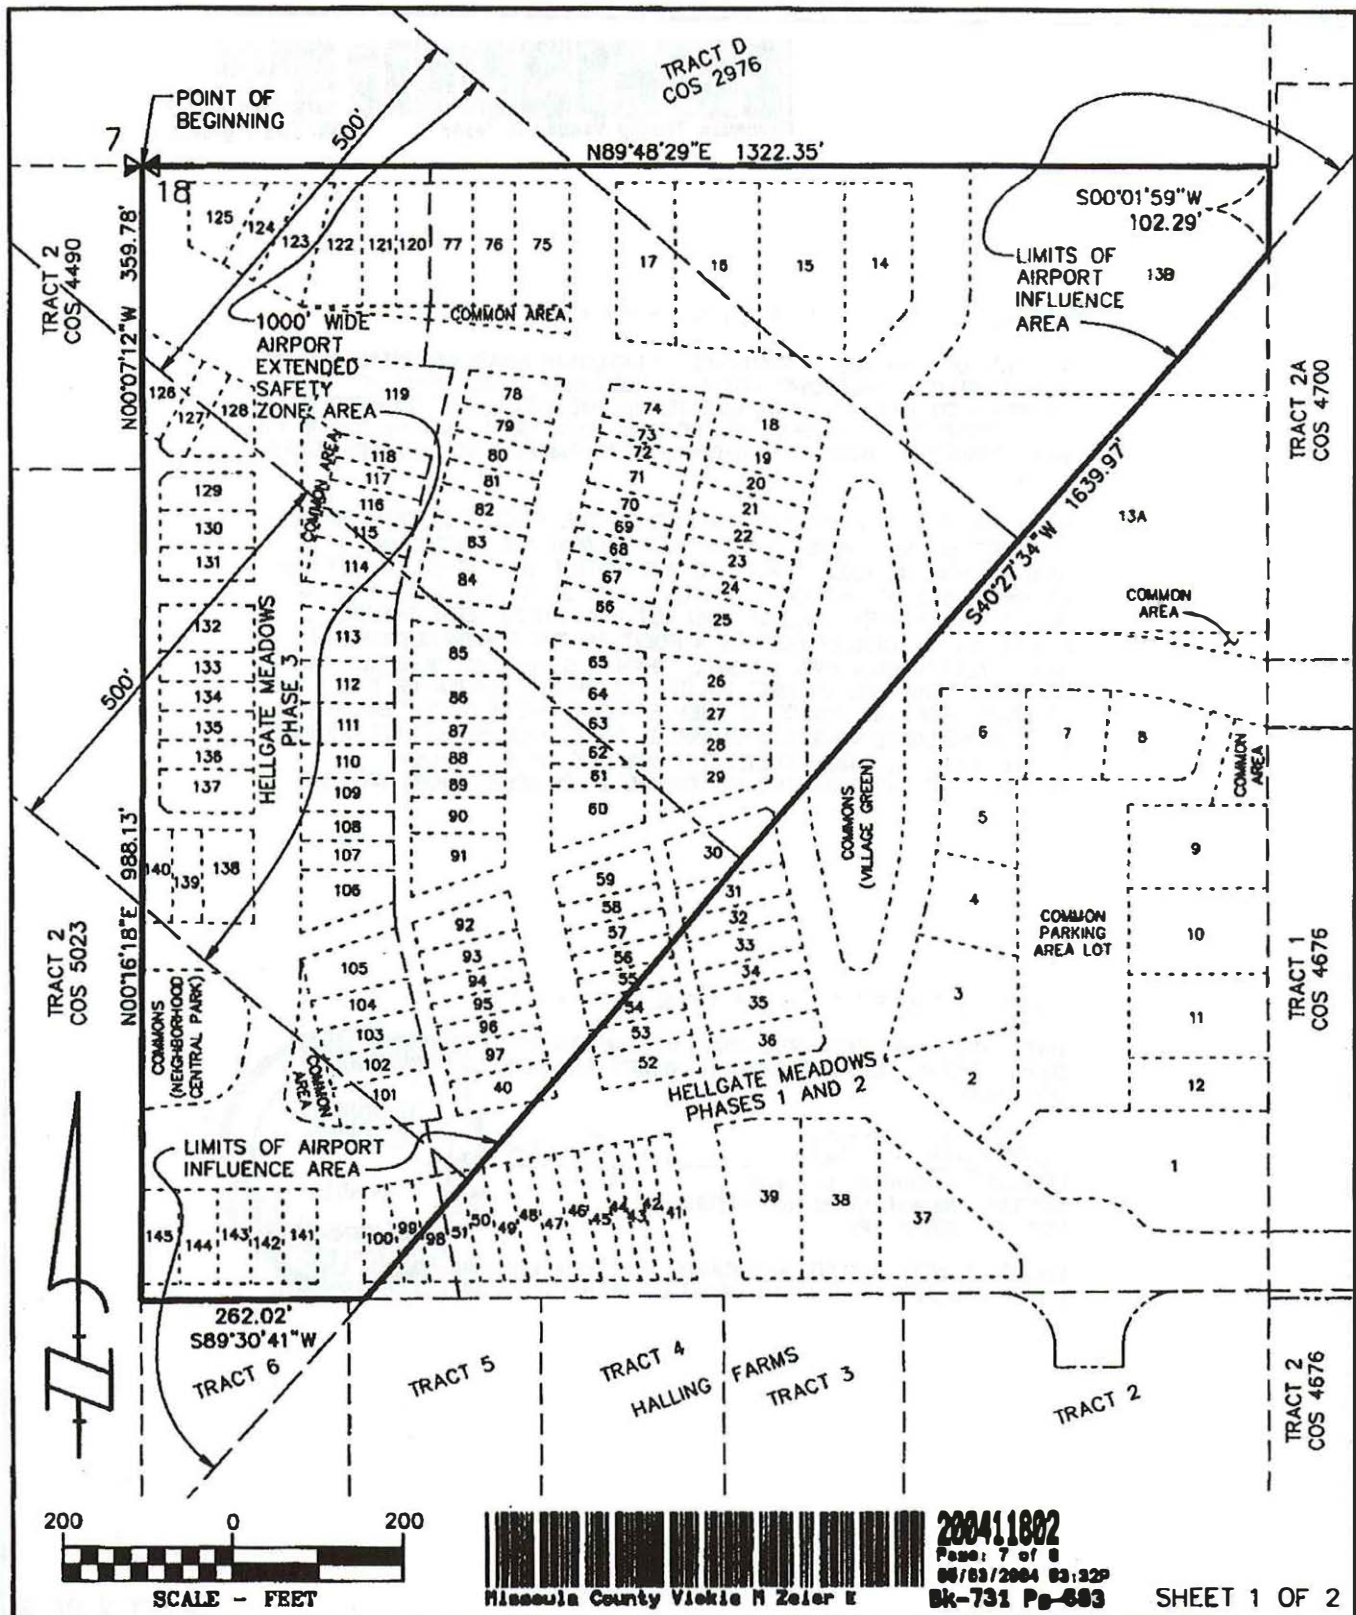 TRACT D
COS 2976
POINT OF
BEGINNING
500'
7
18
N89°48'29"E 1322.35'
S00°01'59"W
102.29'
LIMITS OF
AIRPORT
INFLUENCE
AREA
13B
125
124
123
122
121
120
77
76
75
17
16
15
14
TRACT 2
COS 4490
N00°07'12"W 359.78'
COMMON AREA
1000' WIDE
AIRPORT
EXTENDED
SAFETY
ZONE AREA
126
127
128
119
78
79
80
81
82
83
84
74
73
72
71
70
69
68
67
66
18
19
20
21
22
23
24
25
TRACT 2A
COS 4700
118
117
116
115
114
COMMON AREA
129
130
131
S40°27'34"W 1639.97'
13A
COMMON
AREA
132
133
134
135
136
137
HELLGATE MEADOWS
PHASE 3
500'
113
112
111
110
109
108
107
106
85
86
87
88
89
90
91
65
64
63
62
61
60
26
27
28
29
COMMONS
(VILLAGE GREEN)
6
7
8
COMMON
AREA
5
4
3
2
9
10
11
12
COMMON
PARKING
AREA LOT
N00°16'18"E 988.13'
140
139
138
30
31
32
33
34
35
36
59
58
57
56
55
54
53
52
92
93
94
95
96
97
40
TRACT 2
COS 5023
COMMONS
(NEIGHBORHOOD
CENTRAL PARK)
105
104
103
102
101
COMMON
AREA
TRACT 1
COS 4676
HELLGATE MEADOWS
PHASES 1 AND 2
LIMITS OF AIRPORT
INFLUENCE AREA
1
145
144
143
142
141
100
99
98
51
50
49
48
47
46
45
44
43
42
41
39
38
37
262.02'
S89°30'41"W
TRACT 6
TRACT 5
TRACT 4
HALLING FARMS
TRACT 3
TRACT 2
TRACT 2
COS 4676
200 0 200
SCALE - FEET
200411802
Page: 7 of 8
Missoula County Vickie M Zeier
Bk-731 Pg-683
SHEET 1 OF 2